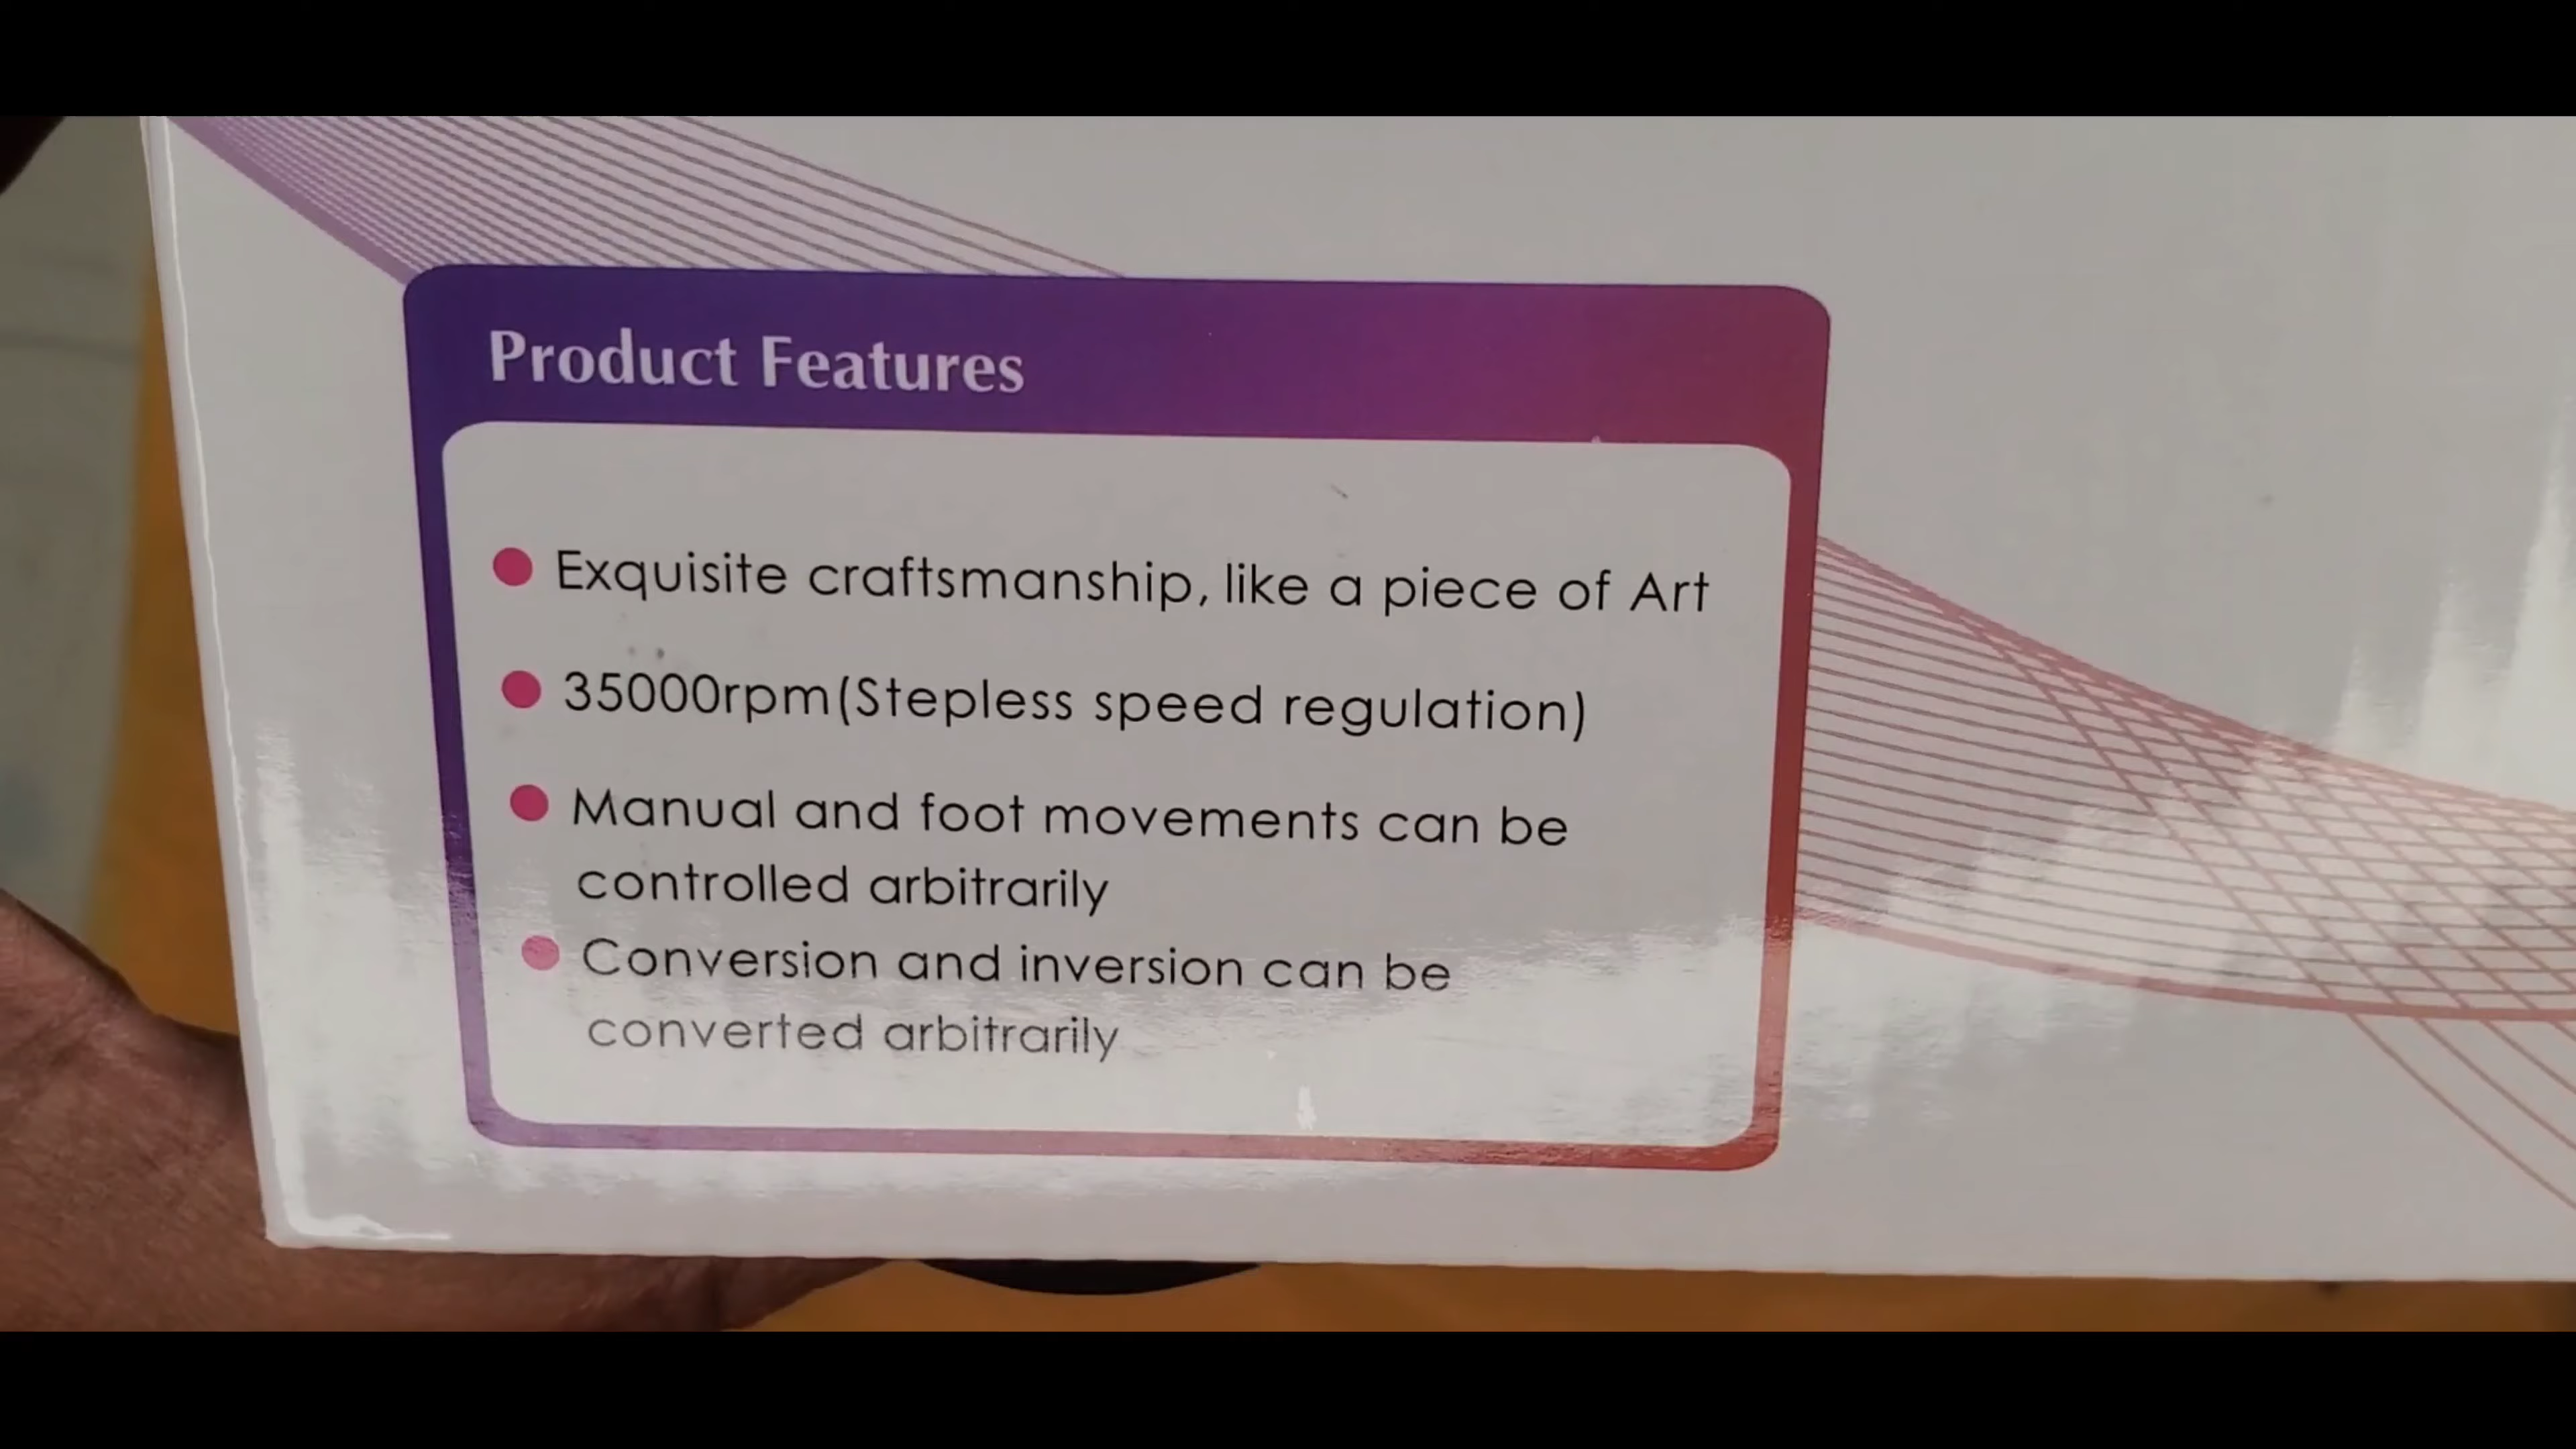 Product Features
Exquisite craftsmanship, like a piece of Art
35000rpm(Stepless speed regulation)
Manual and foot movements can be
controlled arbitrarily
Conversion and inversion can be
converted arbitrarily